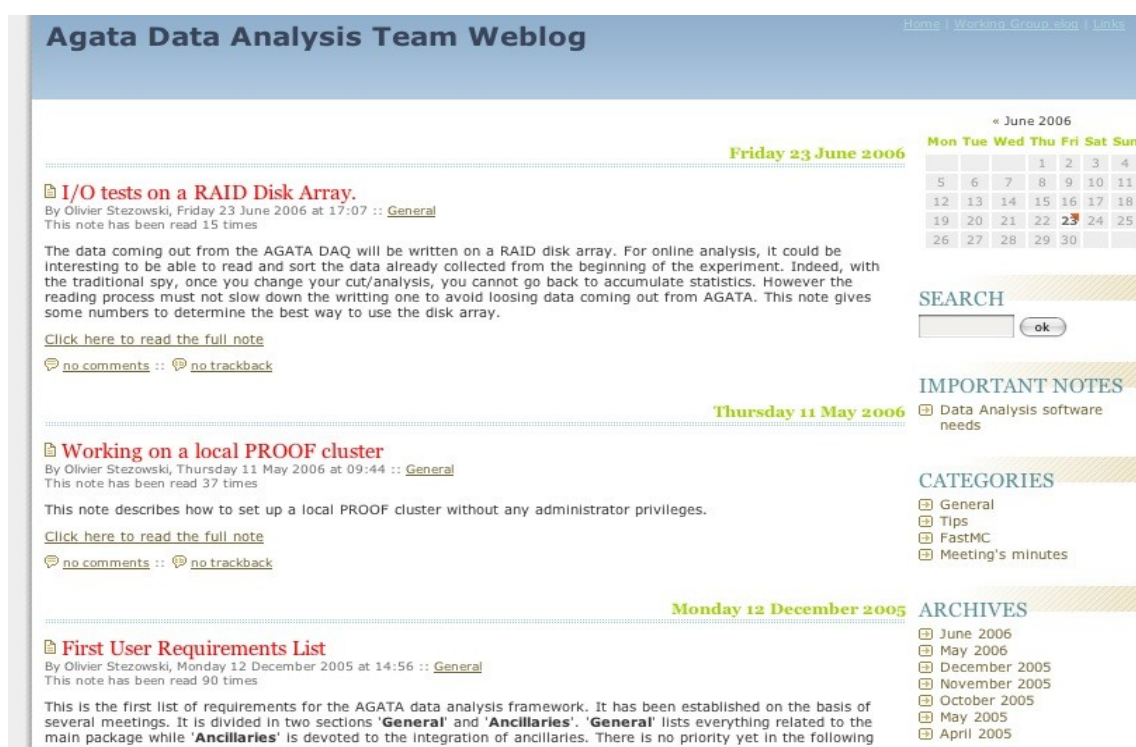 Agata Data Analysis Team Weblog
Home | Working Group elog | Links
Friday 23 June 2006
I/O tests on a RAID Disk Array.
By Olivier Stezowski, Friday 23 June 2006 at 17:07 :: General
This note has been read 15 times
The data coming out from the AGATA DAQ will be written on a RAID disk array. For online analysis, it could be
interesting to be able to read and sort the data already collected from the beginning of the experiment. Indeed, with
the traditional spy, once you change your cut/analysis, you cannot go back to accumulate statistics. However the
reading process must not slow down the writting one to avoid loosing data coming out from AGATA. This note gives
some numbers to determine the best way to use the disk array.
Click here to read the full note
no comments :: no trackback
Thursday 11 May 2006
Working on a local PROOF cluster
By Olivier Stezowski, Thursday 11 May 2006 at 09:44 :: General
This note has been read 37 times
This note describes how to set up a local PROOF cluster without any administrator privileges.
Click here to read the full note
no comments :: no trackback
Monday 12 December 2005
First User Requirements List
By Olivier Stezowski, Monday 12 December 2005 at 14:56 :: General
This note has been read 90 times
This is the first list of requirements for the AGATA data analysis framework. It has been established on the basis of
several meetings. It is divided in two sections 'General' and 'Ancillaries'. 'General' lists everything related to the
main package while 'Ancillaries' is devoted to the integration of ancillaries. There is no priority yet in the following
« June 2006
Mon Tue Wed Thu Fri Sat Sun
1 2 3 4
5 6 7 8 9 10 11
12 13 14 15 16 17 18
19 20 21 22 23 24 25
26 27 28 29 30
SEARCH
ok
IMPORTANT NOTES
Data Analysis software
needs
CATEGORIES
General
Tips
FastMC
Meeting's minutes
ARCHIVES
June 2006
May 2006
December 2005
November 2005
October 2005
May 2005
April 2005